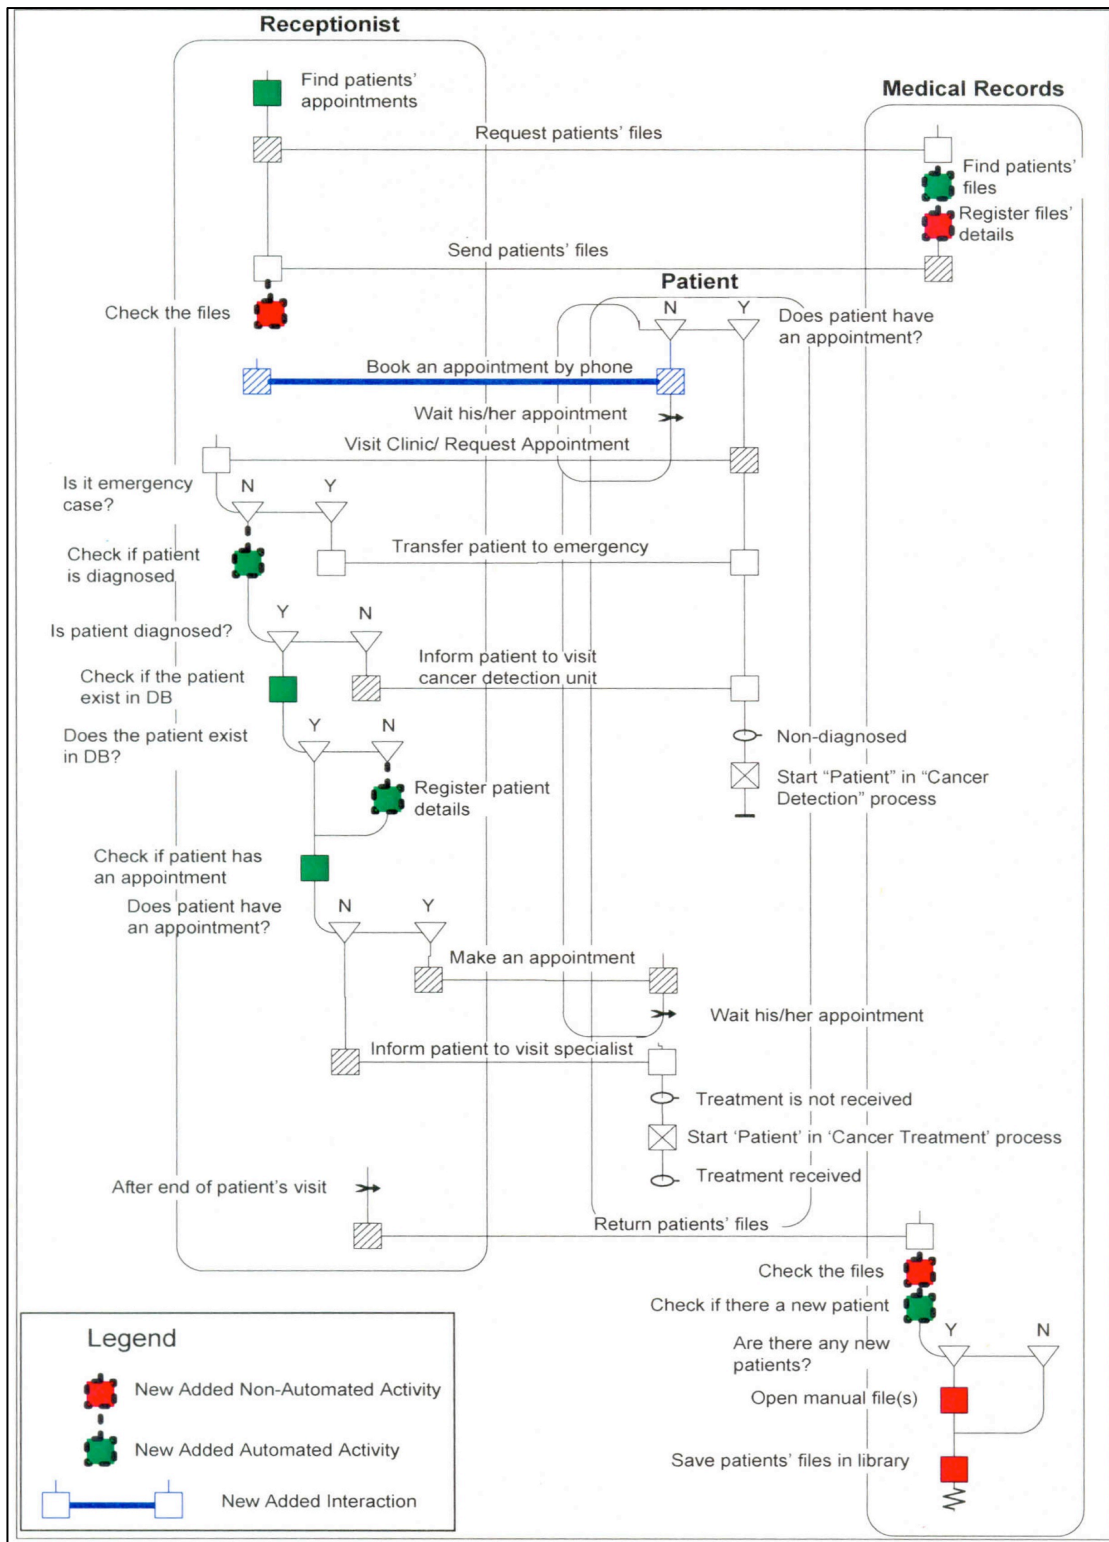 Receptionist
Find patients'
appointments
Medical Records
Request patients' files
Find patients'
files
Register files'
details
Send patients' files
Patient
Check the files
N
Y
Does patient have
an appointment?
Book an appointment by phone
Wait his/her appointment
Visit Clinic/ Request Appointment
Is it emergency
case?
N
Y
Check if patient
is diagnosed
Transfer patient to emergency
Is patient diagnosed?
Y
N
Inform patient to visit
cancer detection unit
Check if the patient
exist in DB
Does the patient exist
in DB?
Y
N
Non-diagnosed
Start “Patient” in “Cancer
Detection” process
Register patient
details
Check if patient has
an appointment
Does patient have
an appointment?
N
Y
Make an appointment
Wait his/her appointment
Inform patient to visit specialist
Treatment is not received
Start 'Patient' in 'Cancer Treatment' process
Treatment received
After end of patient's visit
Return patients' files
Check the files
Check if there a new patient
Are there any new
patients?
Y
N
Open manual file(s)
Save patients' files in library
Legend
New Added Non-Automated Activity
New Added Automated Activity
New Added Interaction